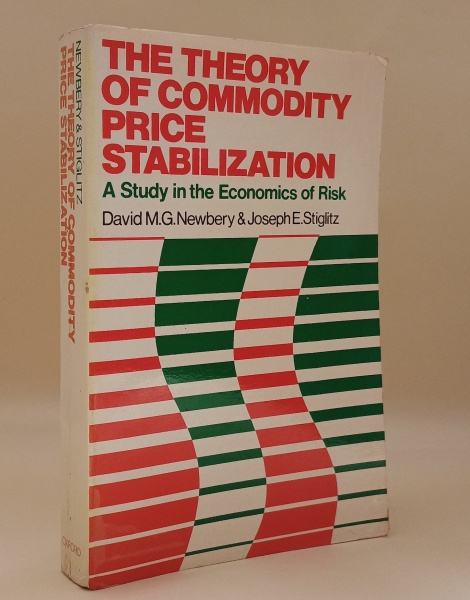 THE THEORY
OF COMMODITY
PRICE
STABILIZATION
A Study in the Economics of Risk
David M.G.Newbery & Joseph E.Stiglitz
NEWBERY & STIGLITZ
THE THEORY OF COMMODITY
PRICE STABILIZATION
OXFORD